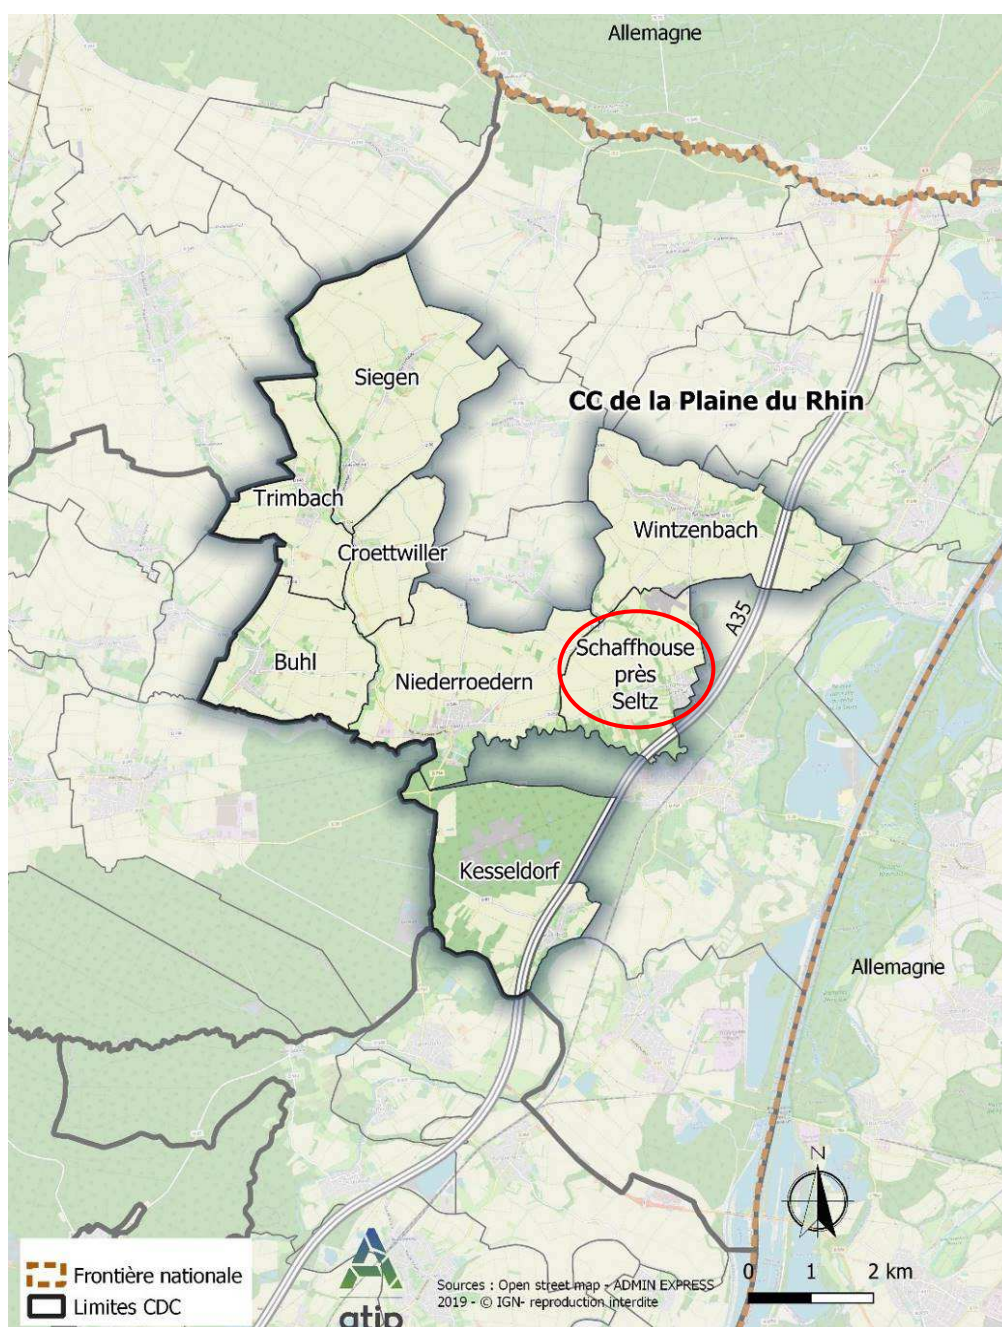 Allemagne
Siegen
CC de la Plaine du Rhin
Trimbach
Wintzenbach
Croettwiller
A35
Schaffhouse
près
Seltz
Buhl
Niederroedern
Kesseldorf
Allemagne
N
Frontière nationale
Limites CDC
atip
Sources : Open street map - ADMIN EXPRESS
2019 - © IGN- reproduction interdite
0 1 2 km